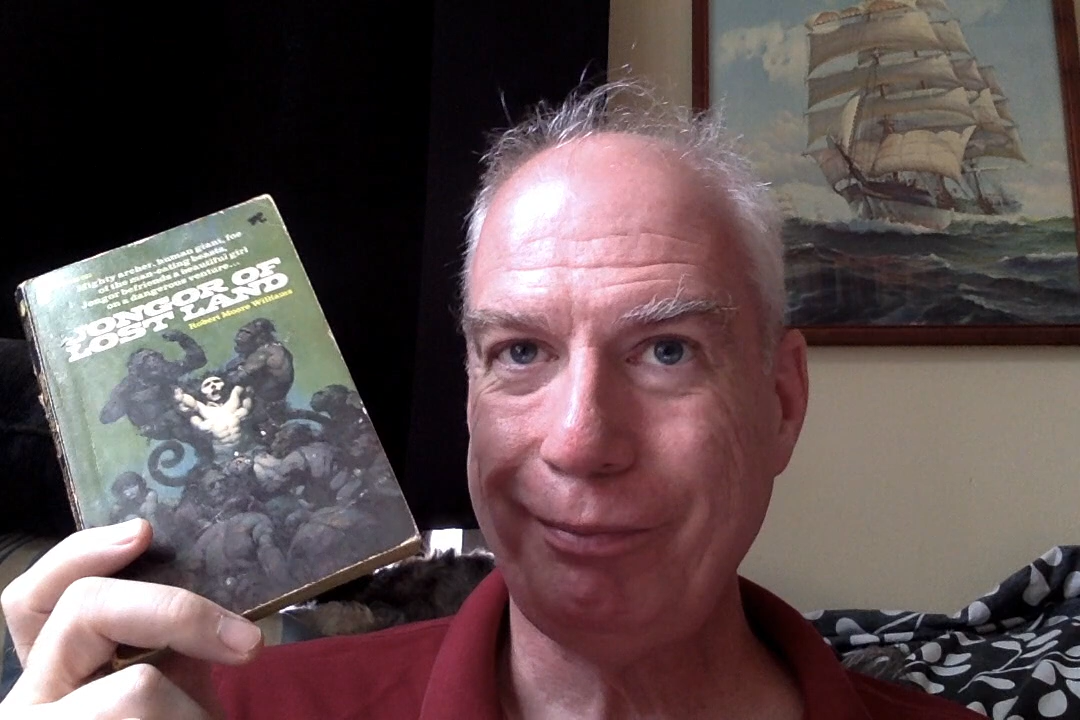 Mighty archer, human giant, foe
of the man-eating beasts,
Jongor befriends a beautiful girl
on a dangerous venture...
JONGOR OF
LOST LAND
Robert Moore Williams